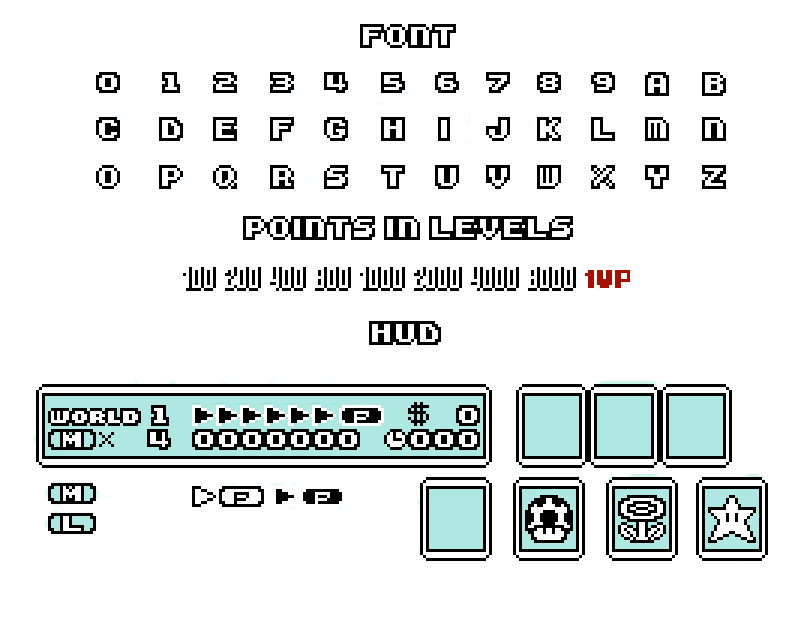 FONT
0 1 2 3 4 5 6 7 8 9 A B
C D E F G H I J K L M N
O P Q R S T U V W X Y Z
POINTS IN LEVELS
100 200 400 800 1000 2000 4000 8000 1UP
HUD
WORLD 1 P $ 0
M× 4 0000000 000
M P P
L